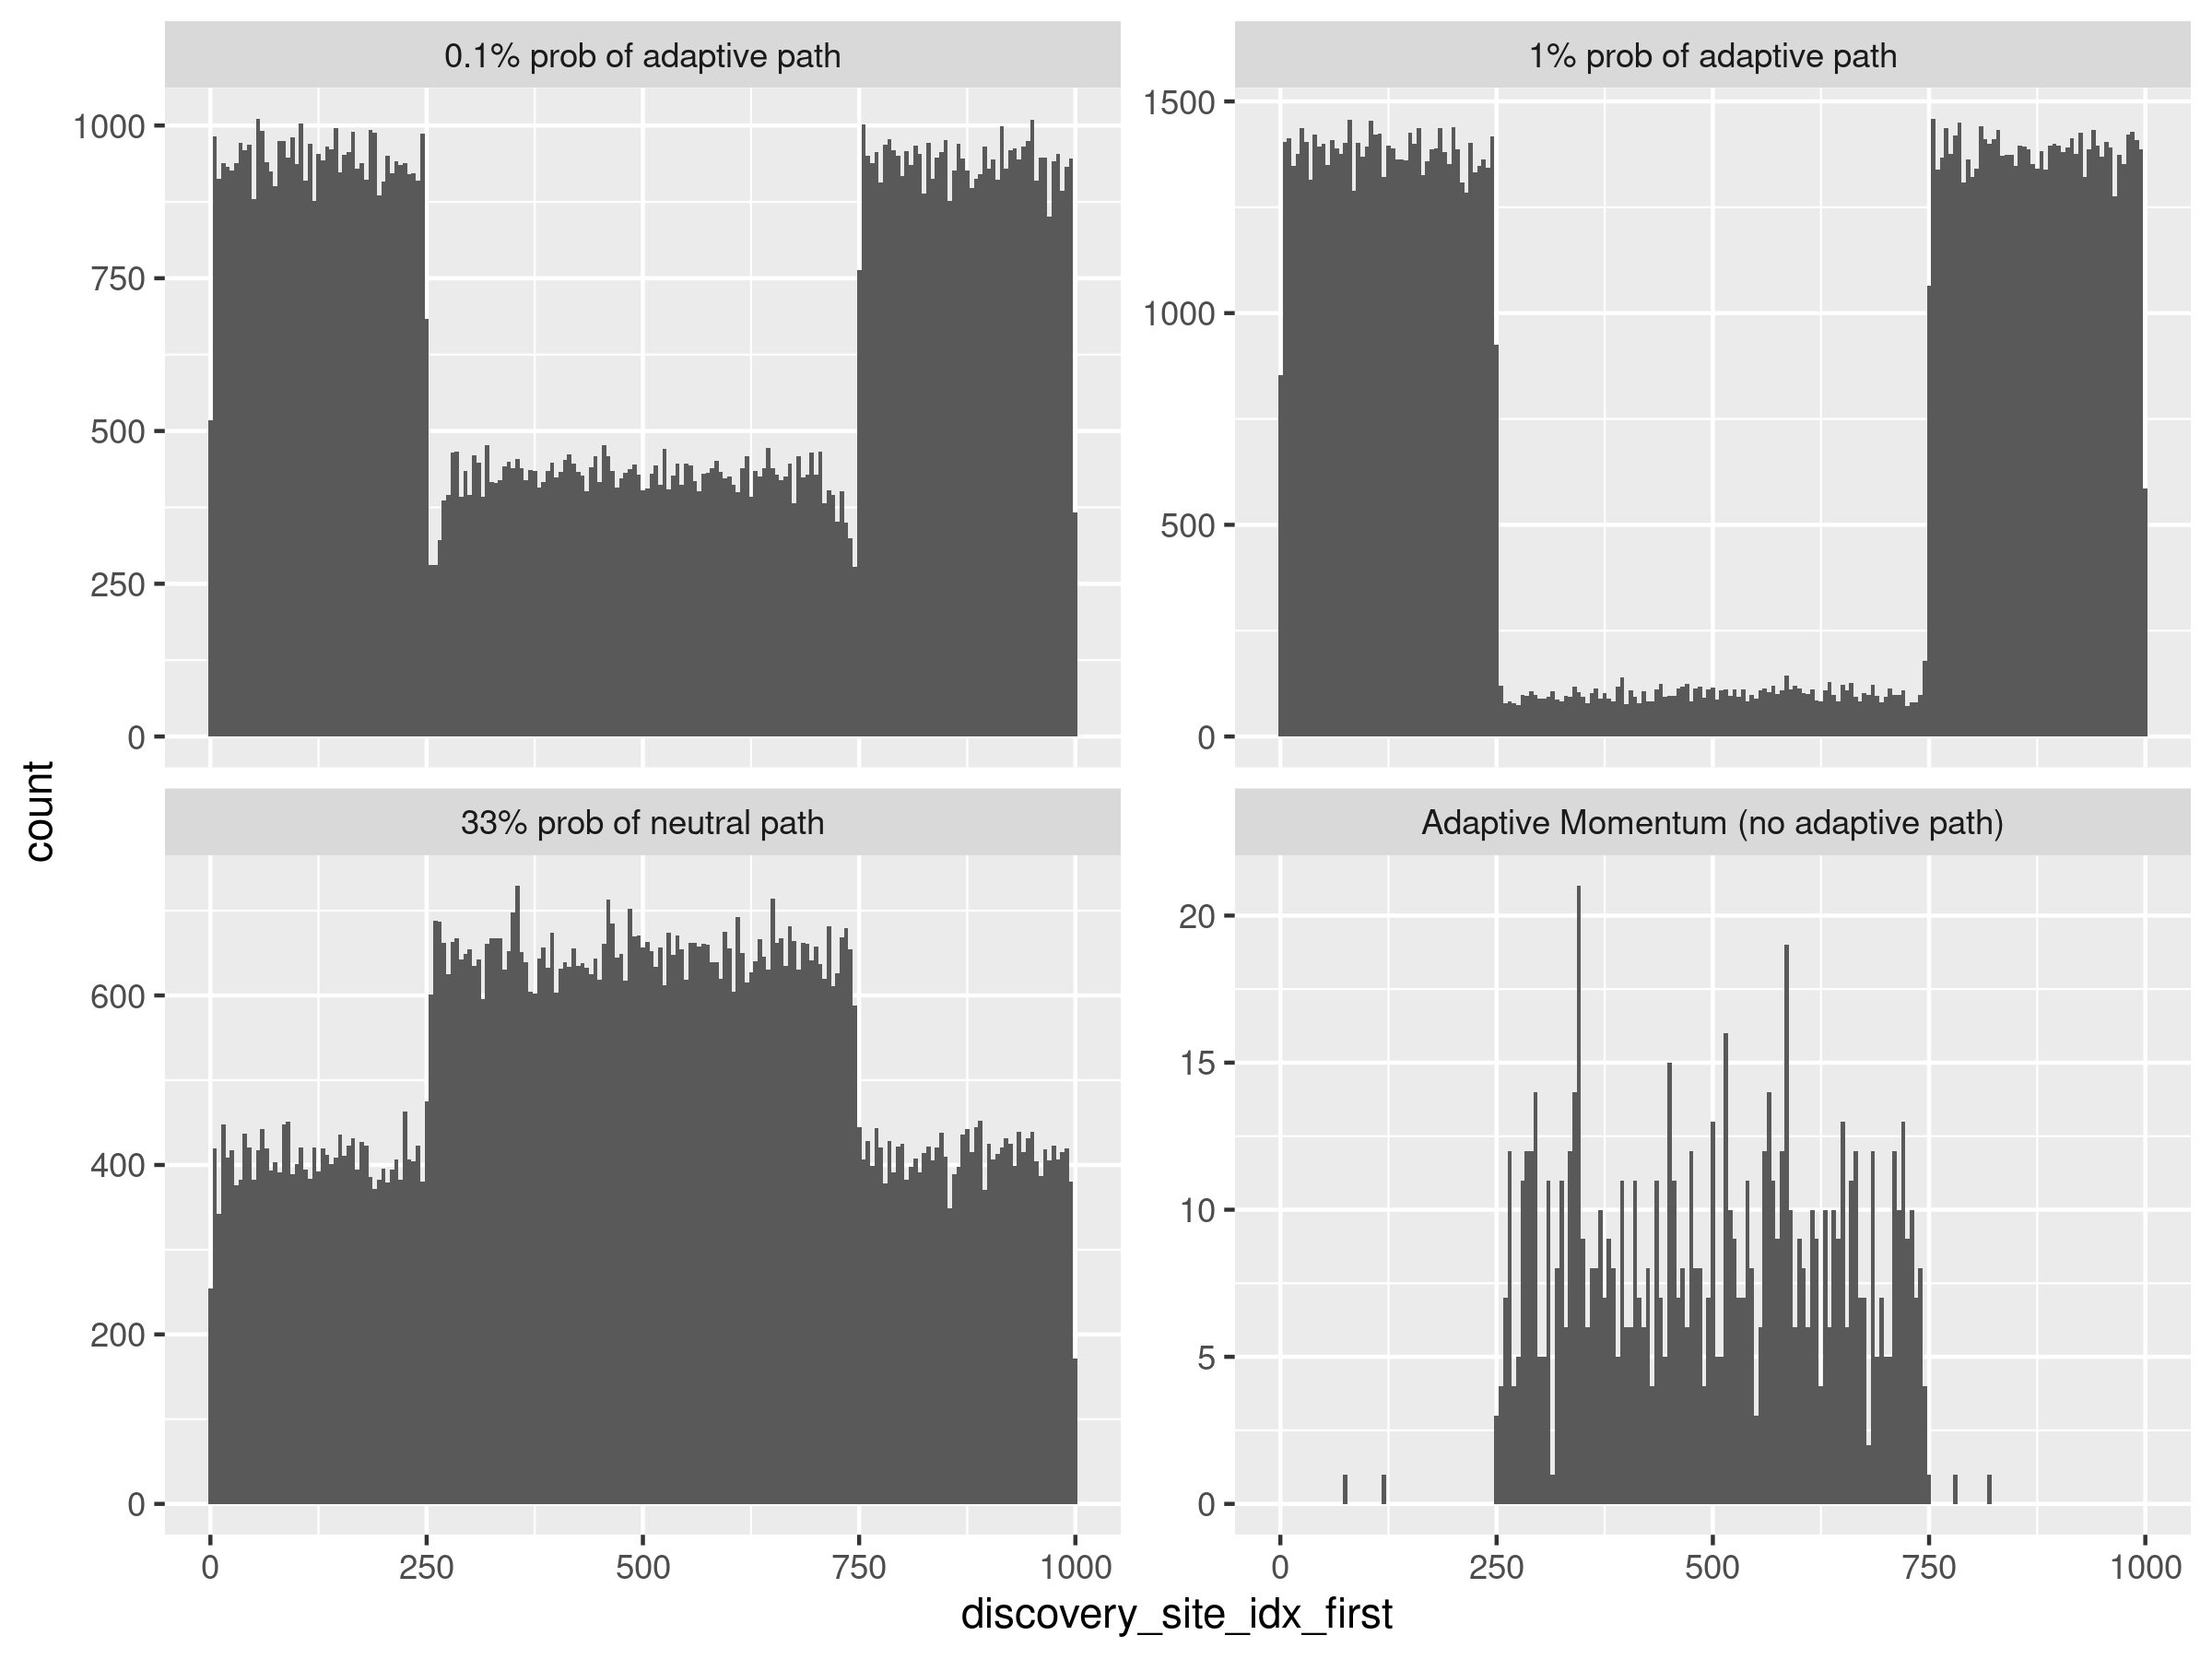 0.1% prob of adaptive path
1% prob of adaptive path
1000
750
500
250
0
1500
1000
500
0
count
33% prob of neutral path
Adaptive Momentum (no adaptive path)
600
400
200
0
20
15
10
5
0
0 250 500 750 1000
0 250 500 750 1000
discovery_site_idx_first